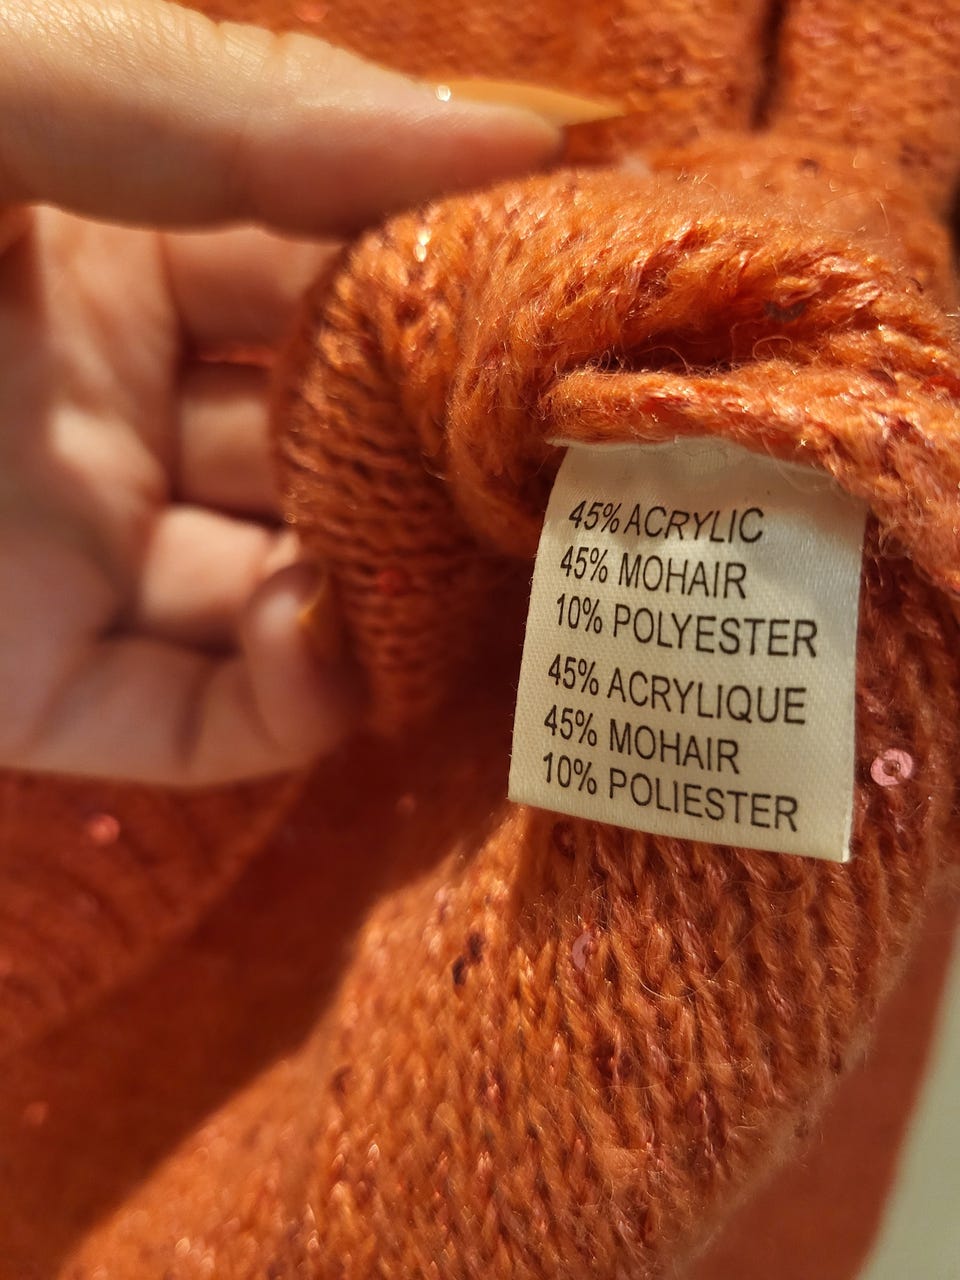 45% ACRYLIC
45% MOHAIR
10% POLYESTER
45% ACRYLIQUE
45% MOHAIR
10% POLIESTER